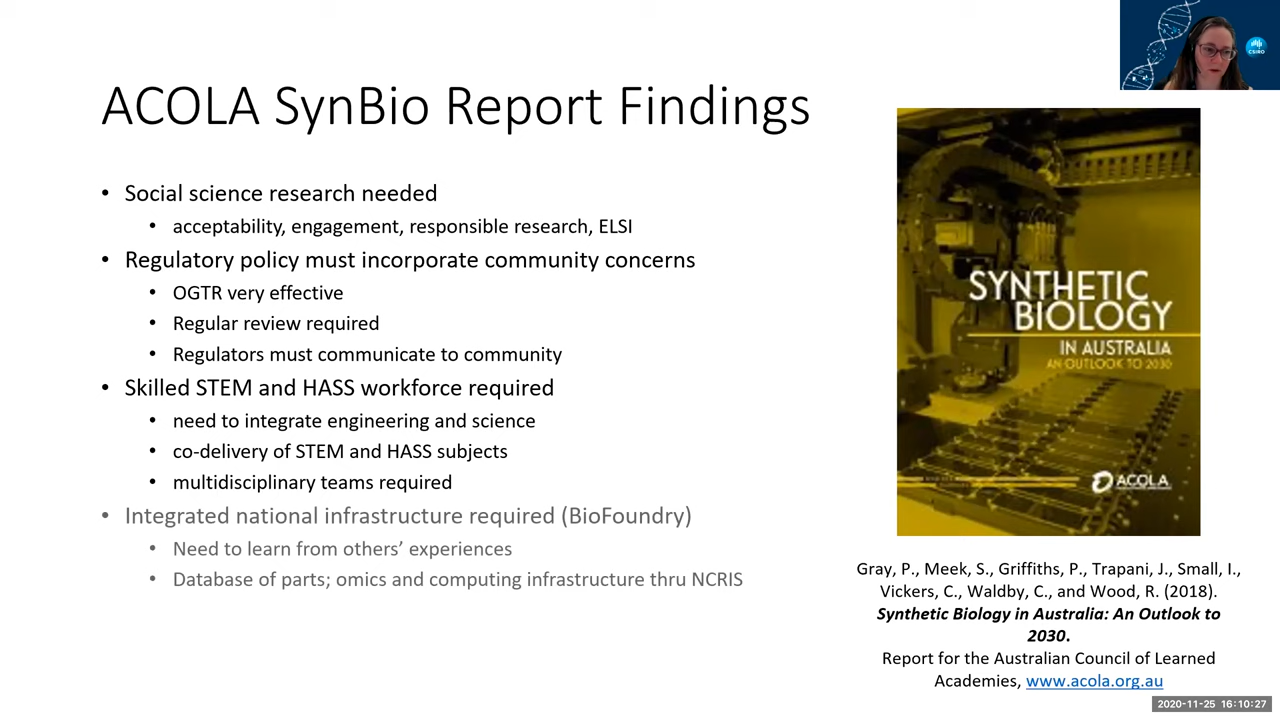 ACOLA SynBio Report Findings
• Social science research needed
• acceptability, engagement, responsible research, ELSI
• Regulatory policy must incorporate community concerns
• OGTR very effective
• Regular review required
• Regulators must communicate to community
• Skilled STEM and HASS workforce required
• need to integrate engineering and science
• co-delivery of STEM and HASS subjects
• multidisciplinary teams required
• Integrated national infrastructure required (BioFoundry)
• Need to learn from others’ experiences
• Database of parts; omics and computing infrastructure thru NCRIS
CSIRO
SYNTHETIC
BIOLOGY
IN AUSTRALIA
AN OUTLOOK TO 2030
ACOLA
Gray, P., Meek, S., Griffiths, P., Trapani, J., Small, I.,
Vickers, C., Waldby, C., and Wood, R. (2018).
Synthetic Biology in Australia: An Outlook to
2030.
Report for the Australian Council of Learned
Academies, www.acola.org.au
2020-11-25 16:10:27